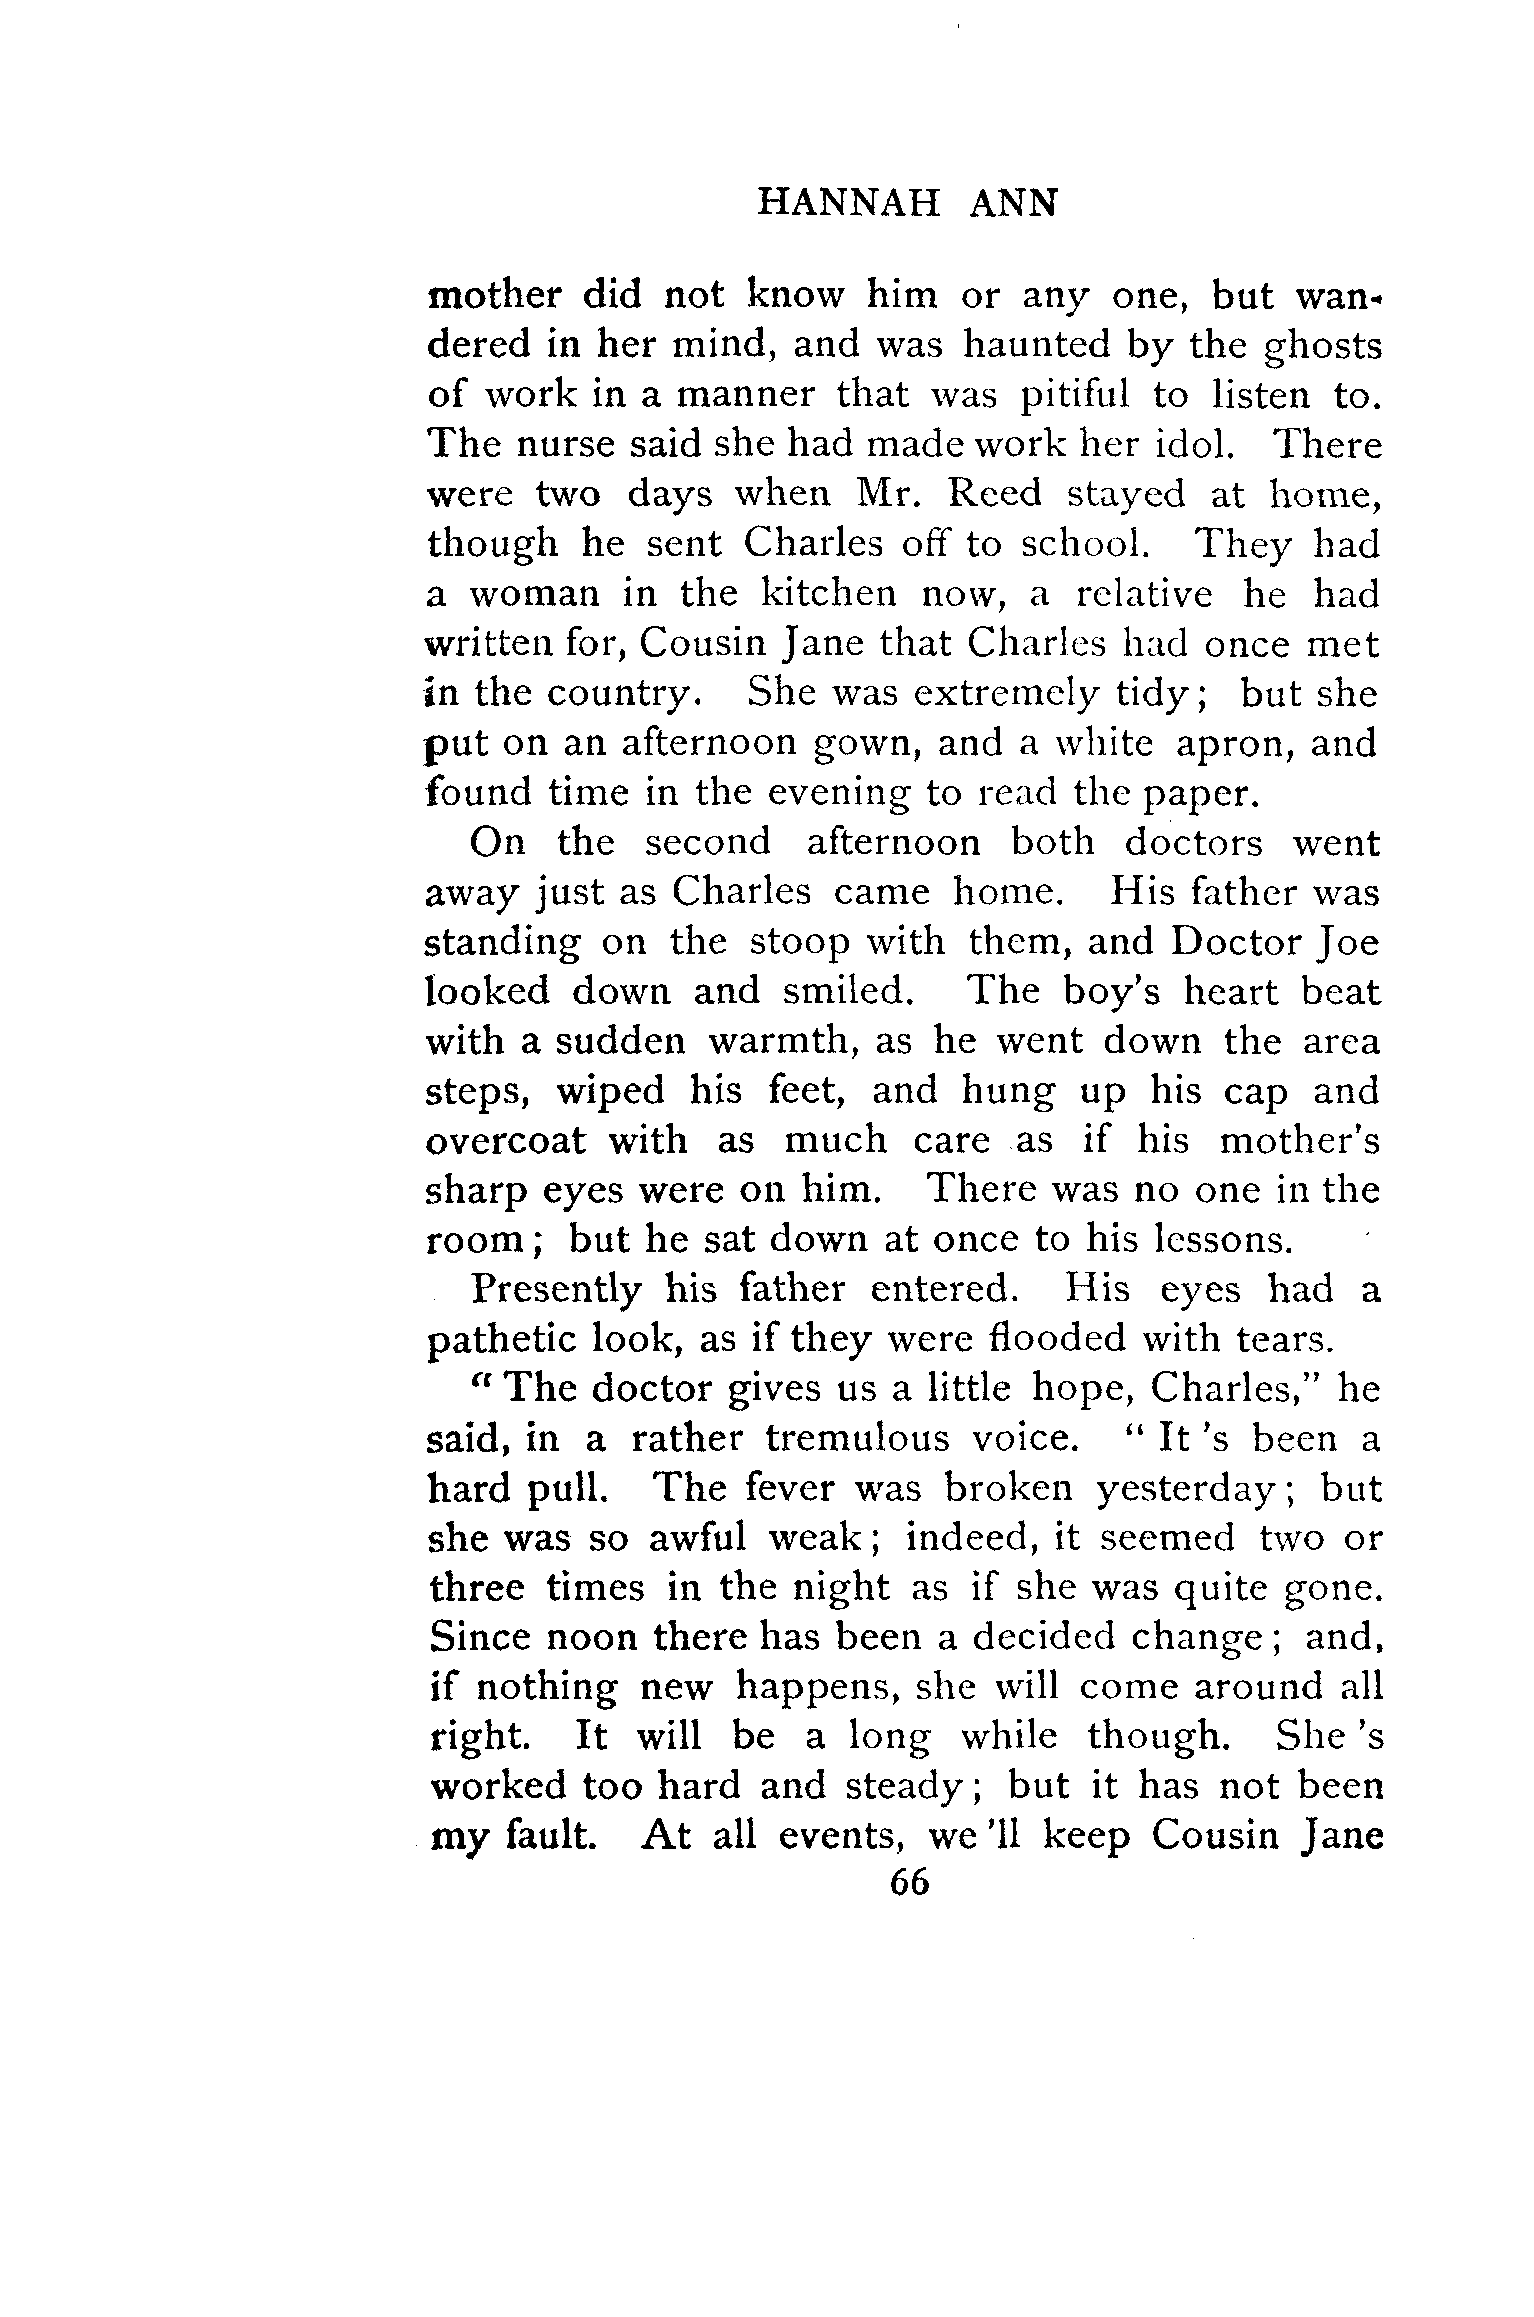 HANNAH ANN
mother did not know him or any one, but wan-
dered in her mind, and was haunted by the ghosts
of work in a manner that was pitiful to listen to.
The nurse said she had made work her idol. There
were two days when Mr. Reed stayed at home,
though he sent Charles off to school. They had
a woman in the kitchen now, a relative he had
written for, Cousin Jane that Charles had once met
in the country. She was extremely tidy; but she
put on an afternoon gown, and a white apron, and
found time in the evening to read the paper.
On the second afternoon both doctors went
away just as Charles came home. His father was
standing on the stoop with them, and Doctor Joe
looked down and smiled. The boy's heart beat
with a sudden warmth, as he went down the area
steps, wiped his feet, and hung up his cap and
overcoat with as much care as if his mother's
sharp eyes were on him. There was no one in the
room; but he sat down at once to his lessons.
Presently his father entered. His eyes had a
pathetic look, as if they were flooded with tears.
"The doctor gives us a little hope, Charles," he
said, in a rather tremulous voice. "It 's been a
hard pull. The fever was broken yesterday; but
she was so awful weak; indeed, it seemed two or
three times in the night as if she was quite gone.
Since noon there has been a decided change; and,
if nothing new happens, she will come around all
right. It will be a long while though. She 's
worked too hard and steady; but it has not been
my fault. At all events, we 'll keep Cousin Jane
66